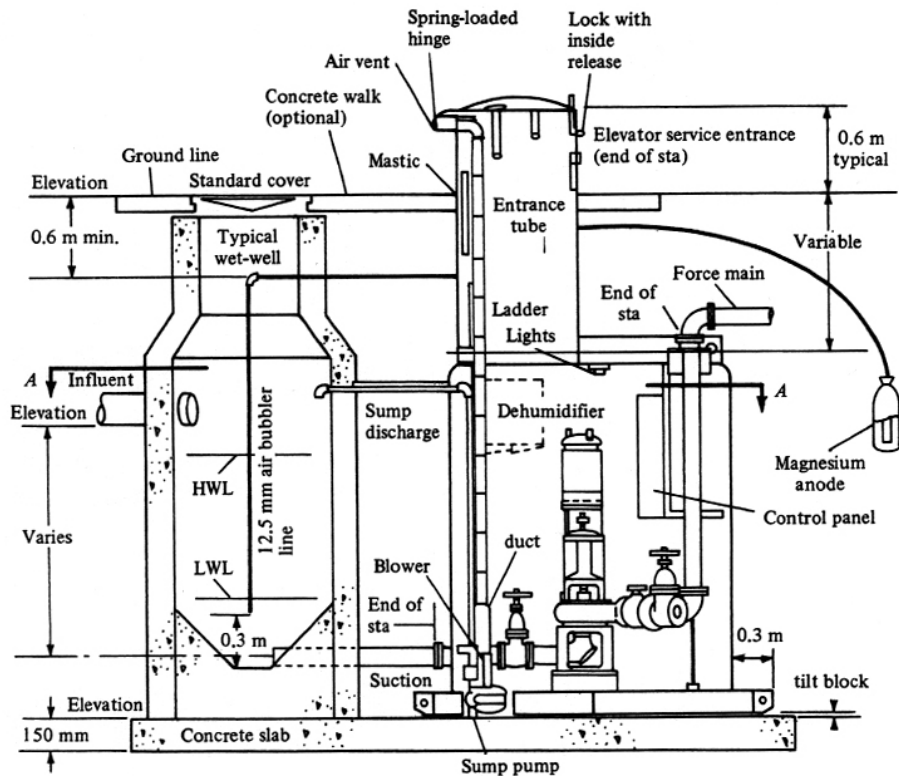 Spring-loaded
hinge
Lock with
inside
release
Air vent
Concrete walk
(optional)
Elevator service entrance
(end of sta)
0.6 m
typical
Ground line
Mastic
Elevation
Standard cover
0.6 m min.
Typical
wet-well
Entrance
tube
Variable
Force main
End of
sta
Ladder
Lights
A
Influent
A
Elevation
Sump
discharge
Dehumidifier
HWL
12.5 mm air bubbler
line
Magnesium
anode
Control panel
Varies
duct
Blower
LWL
End of
sta
0.3 m
0.3 m
Suction
tilt block
Elevation
150 mm
Concrete slab
Sump pump